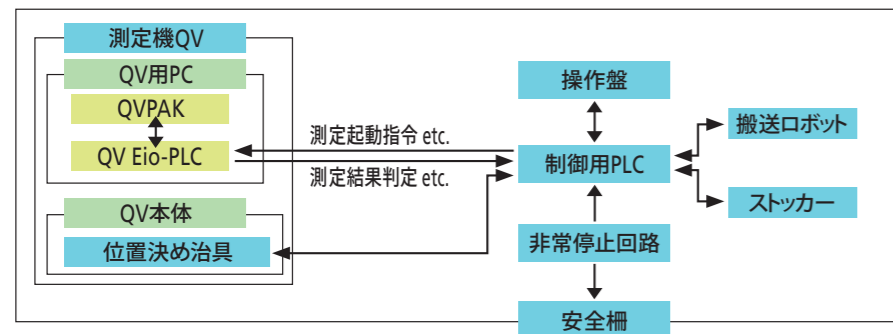 測定機QV
QV用PC
QVPAK
QV Eio-PLC
QV本体
位置決め治具
測定起動指令 etc.
測定結果判定 etc.
操作盤
制御用PLC
非常停止回路
安全柵
搬送ロボット
ストッカー